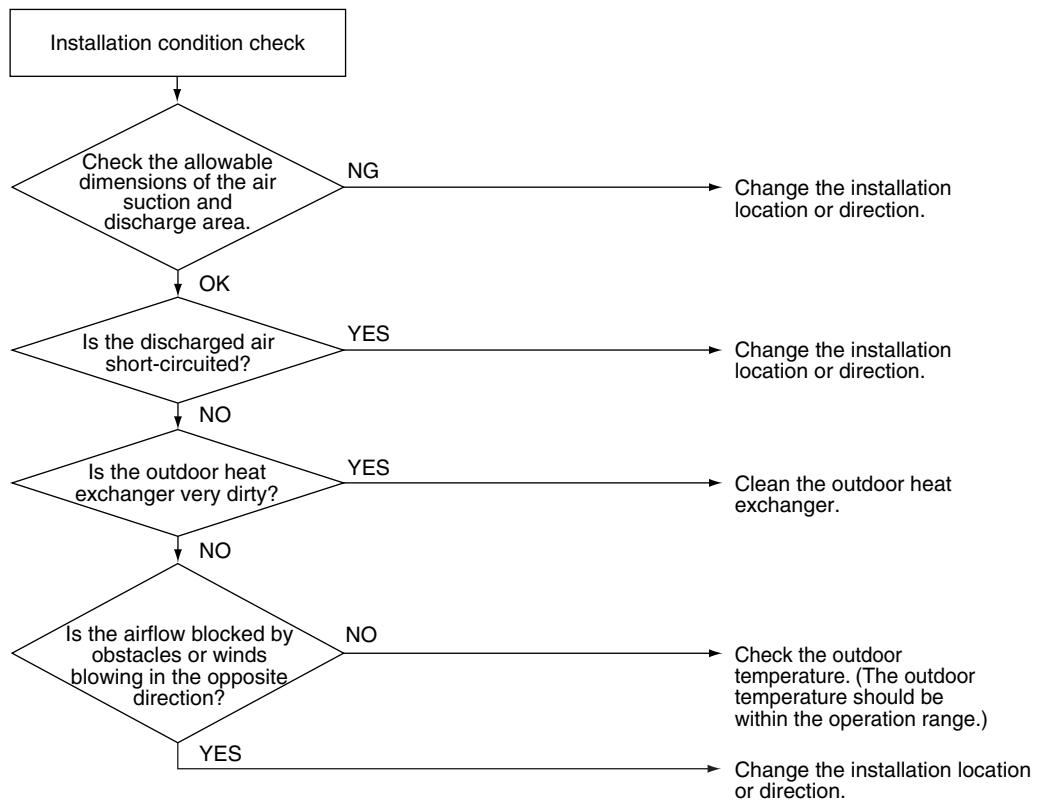 Installation condition check
Check the allowable
dimensions of the air
suction and
discharge area.
NG
Change the installation
location or direction.
OK
Is the discharged air
short-circuited?
YES
Change the installation
location or direction.
NO
Is the outdoor heat
exchanger very dirty?
YES
Clean the outdoor heat
exchanger.
NO
Is the airflow blocked by
obstacles or winds
blowing in the opposite
direction?
NO
Check the outdoor
temperature. (The outdoor
temperature should be
within the operation range.)
YES
Change the installation location
or direction.